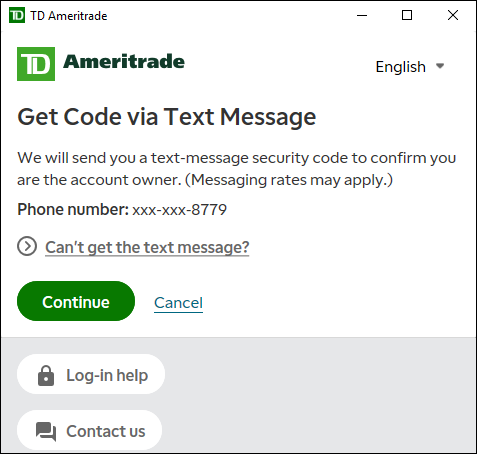 TD TD Ameritrade
TD Ameritrade
English
Get Code via Text Message
We will send you a text-message security code to confirm you
are the account owner. (Messaging rates may apply.)
Phone number: xxx-xxx-8779
Can't get the text message?
Continue Cancel
Log-in help
Contact us